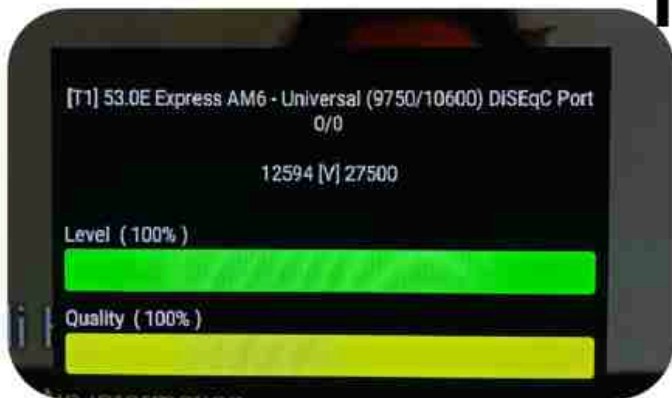 [T1] 53.0E Express AM6 - Universal (9750/10600) DiSEqC Port
0/0
12594 [V] 27500
Level ( 100% )
Quality ( 100% )